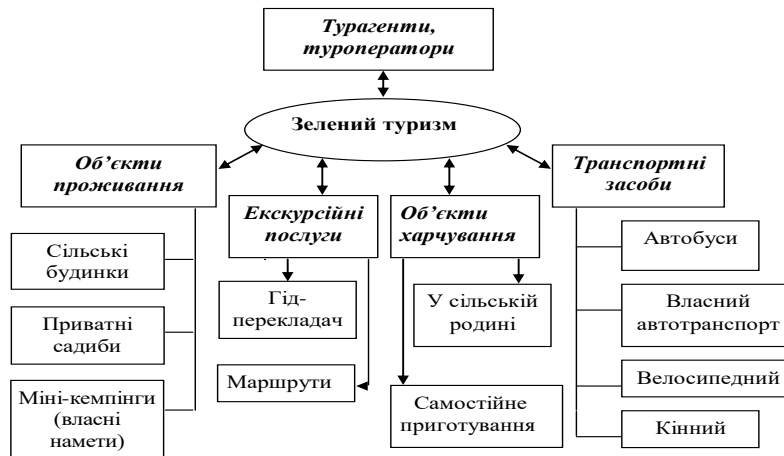 Турагенти,
туроператори
Зелений туризм
Об’єкти
проживання
Екскурсійні
послуги
Об’єкти
харчування
Транспортні
засоби
Сільські
будинки
Приватні
садиби
Міні-кемпінги
(власні
намети)
Гід-
перекладач
Маршрути
У сільській
родині
Самостійне
приготування
Автобуси
Власний
автотранспорт
Велосипедний
Кінний